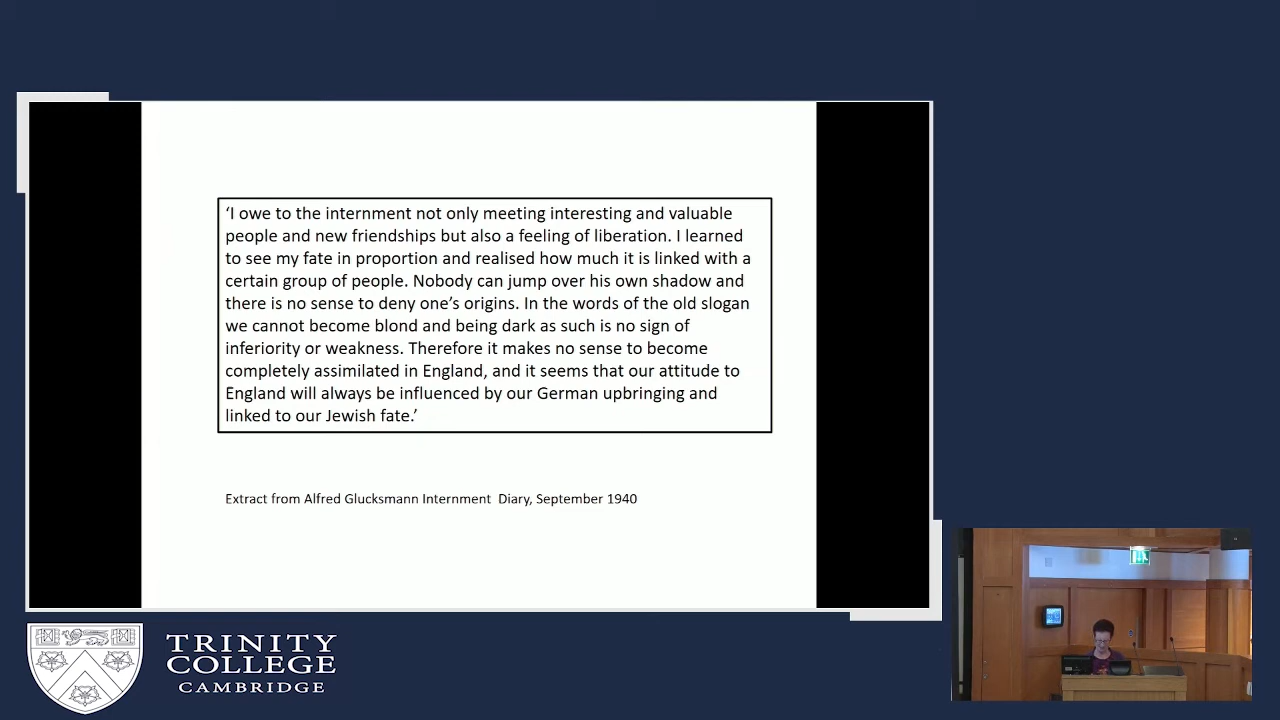 ‘I owe to the internment not only meeting interesting and valuable
people and new friendships but also a feeling of liberation. I learned
to see my fate in proportion and realised how much it is linked with a
certain group of people. Nobody can jump over his own shadow and
there is no sense to deny one’s origins. In the words of the old slogan
we cannot become blond and being dark as such is no sign of
inferiority or weakness. Therefore it makes no sense to become
completely assimilated in England, and it seems that our attitude to
England will always be influenced by our German upbringing and
linked to our Jewish fate.’
Extract from Alfred Glucksmann Internment  Diary, September 1940
TRINITY
COLLEGE
CAMBRIDGE